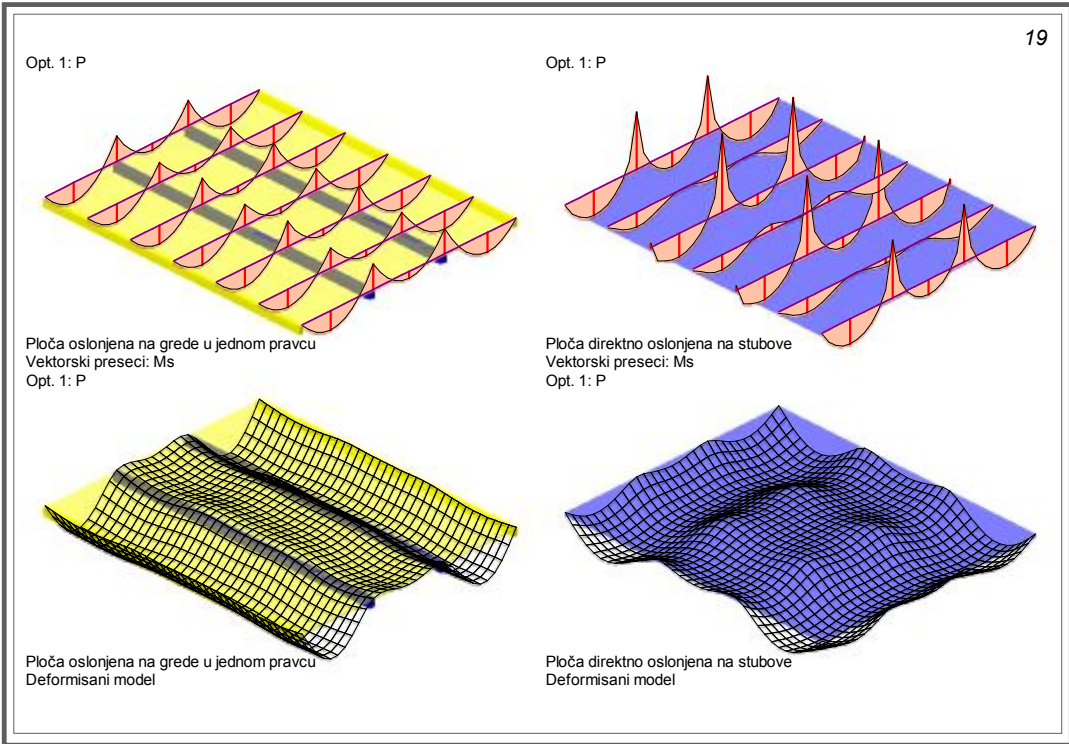 19
Opt. 1: P
Ploča oslonjena na grede u jednom pravcu
Vektorski preseci: Ms
Opt. 1: P
Ploča direktno oslonjena na stubove
Vektorski preseci: Ms
Opt. 1: P
Ploča oslonjena na grede u jednom pravcu
Deformisani model
Opt. 1: P
Ploča direktno oslonjena na stubove
Deformisani model